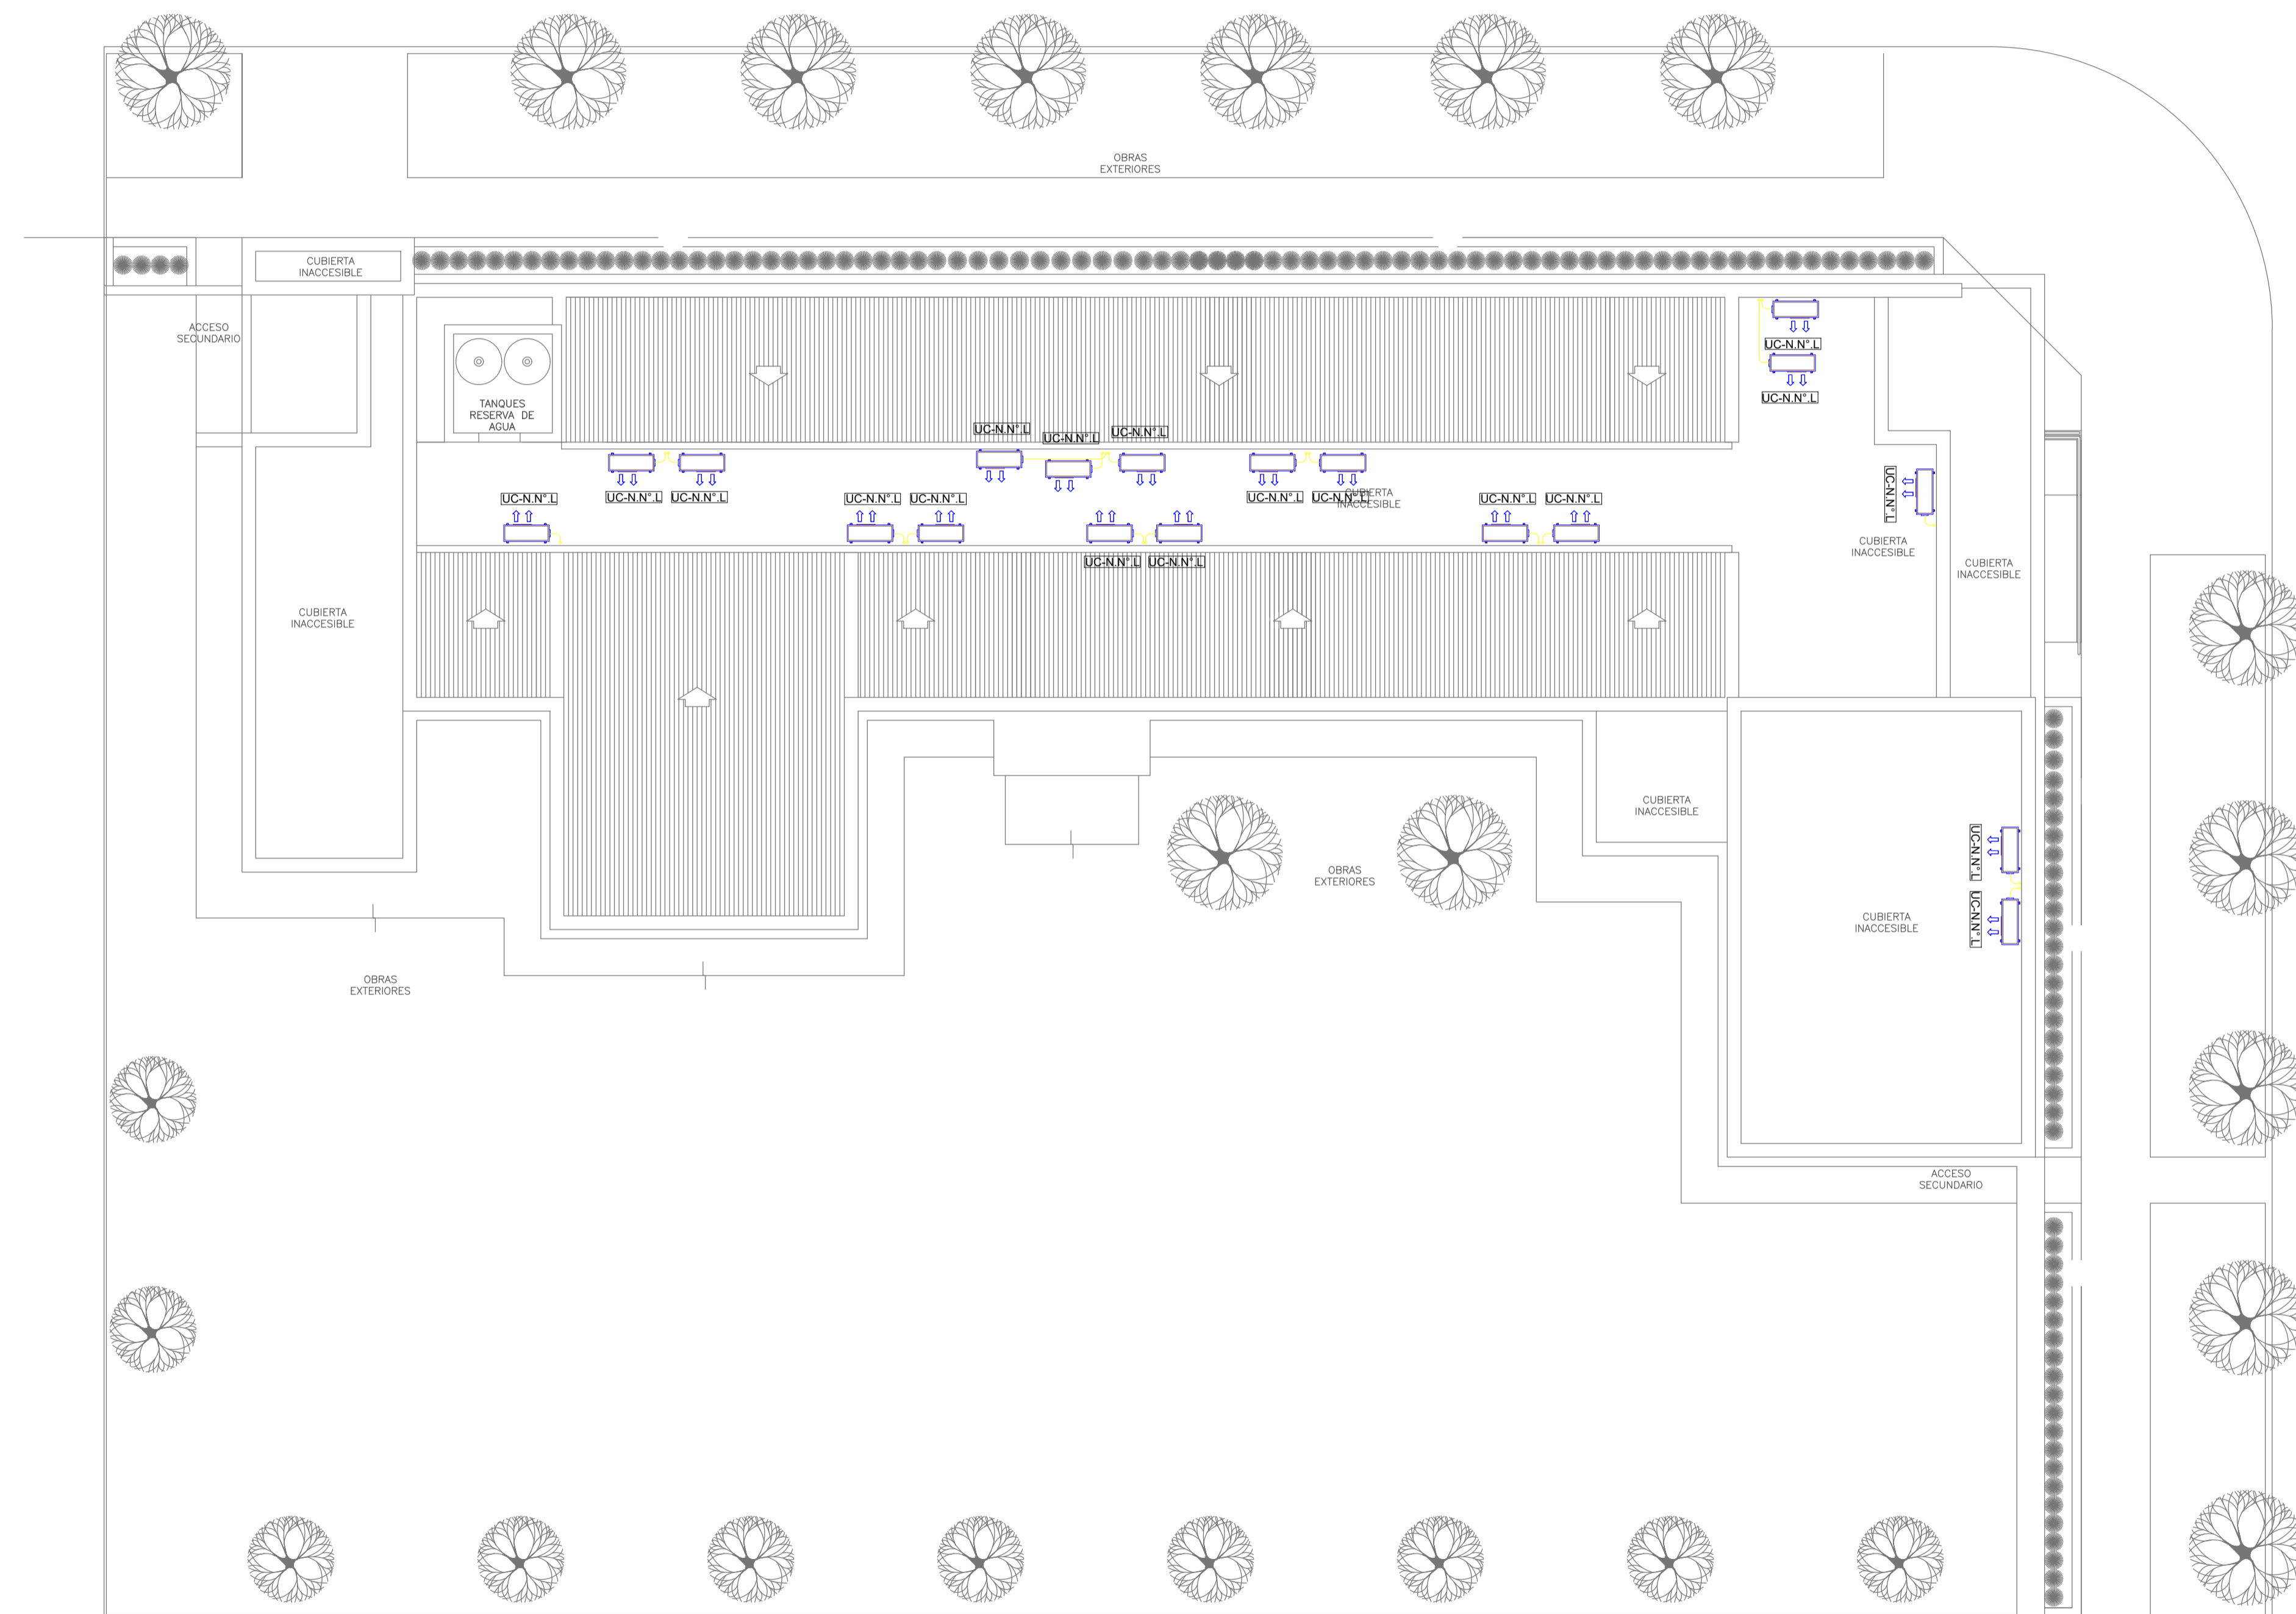 OBRAS
EXTERIORES
CUBIERTA
INACCESIBLE
ACCESO
SECUNDARIO
UC-N.N°.L
UC-N.N°.L
TANQUES
RESERVA DE
AGUA
UC-N.N°.L
UC-N.N°.L
UC-N.N°.L
UC-N.N°.L
UC-N.N°.L
UC-N.N°.L
UC-N.N°.L
CUBIERTA
INACCESIBLE
UC-N.N°.L
UC-N.N°.L
UC-N.N°.L
UC-N.N°.L
UC-N.N°.L
UC-N.N°.L
UC-N.N°.L
UC-N.N°.L
CUBIERTA
INACCESIBLE
CUBIERTA
INACCESIBLE
CUBIERTA
INACCESIBLE
CUBIERTA
INACCESIBLE
UC-N.N°.L
UC-N.N°.L
OBRAS
EXTERIORES
CUBIERTA
INACCESIBLE
OBRAS
EXTERIORES
ACCESO
SECUNDARIO